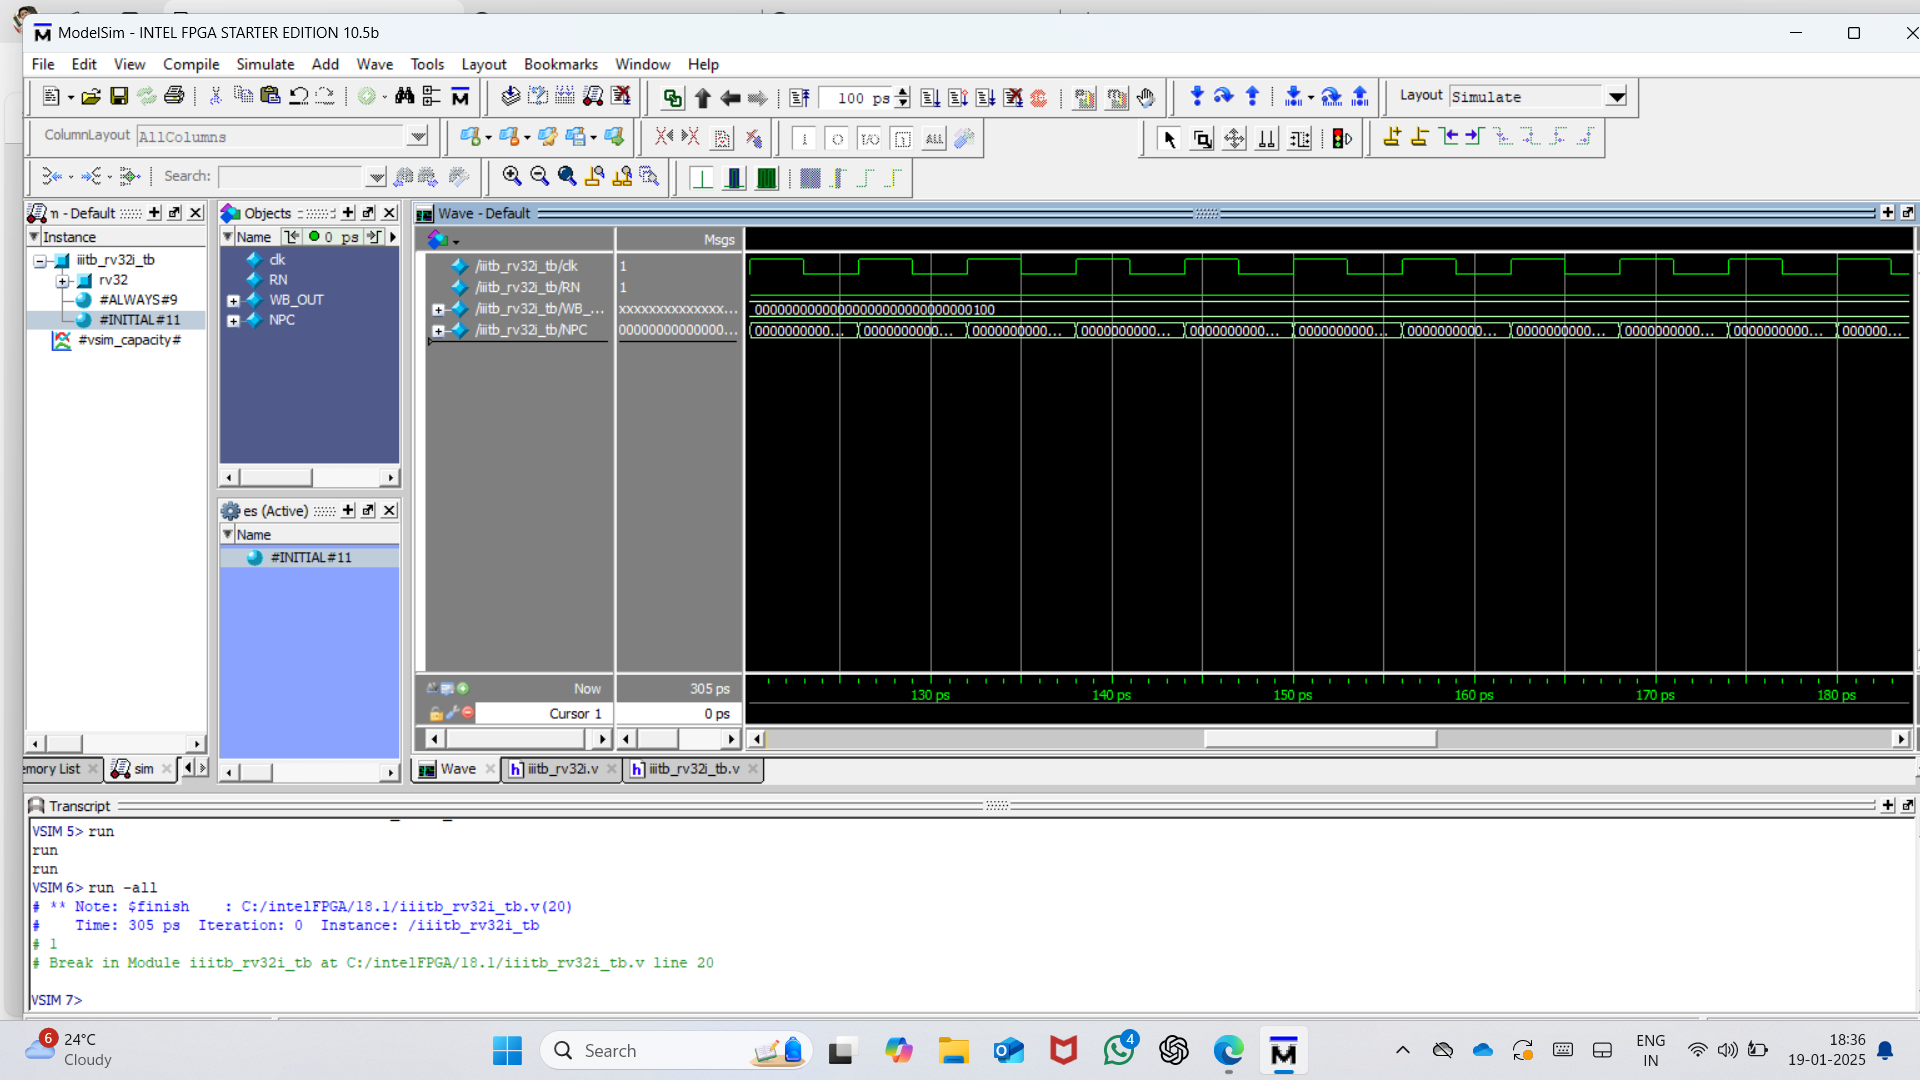 ModelSim - INTEL FPGA STARTER EDITION 10.5b
File Edit View Compile Simulate Add Wave Tools Layout Bookmarks Window Help
100 ps
Layout Simulate
ColumnLayout AllColumns
Search:
n - Default
Instance
iiitb_rv32i_tb
rv32
#ALWAYS#9
#INITIAL#11
#vsim_capacity#
Objects
Name 0 ps
clk
RN
WB_OUT
NPC
es (Active)
Name
#INITIAL#11
Wave - Default
Msgs
/iiitb_rv32i_tb/clk 1
/iiitb_rv32i_tb/RN 1
/iiitb_rv32i_tb/WB_... xxxxxxxxxxxxxx... 00000000000000000000000000000100
/iiitb_rv32i_tb/NPC 00000000000000... 0000000000... 0000000000... 0000000000... 0000000000... 0000000000... 0000000000... 0000000000... 0000000000... 0000000000... 0000000000... 000000...
Now 305 ps
130 ps 140 ps 150 ps 160 ps 170 ps 180 ps
Cursor 1 0 ps
emory List sim
Wave iiitb_rv32i.v iiitb_rv32i_tb.v
Transcript
VSIM 5> run
run
run
VSIM 6> run -all
# ** Note: $finish : C:/intelFPGA/18.1/iiitb_rv32i_tb.v(20)
# Time: 305 ps Iteration: 0 Instance: /iiitb_rv32i_tb
# 1
# Break in Module iiitb_rv32i_tb at C:/intelFPGA/18.1/iiitb_rv32i_tb.v line 20
VSIM 7>
6
24°C
Cloudy
Search
4
ENG
IN
18:36
19-01-2025